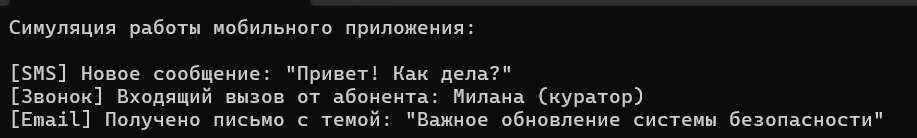 Симуляция работы мобильного приложения:
[SMS] Новое сообщение: "Привет! Как дела?"
[Звонок] Входящий вызов от абонента: Милана (куратор)
[Email] Получено письмо с темой: "Важное обновление системы безопасности"